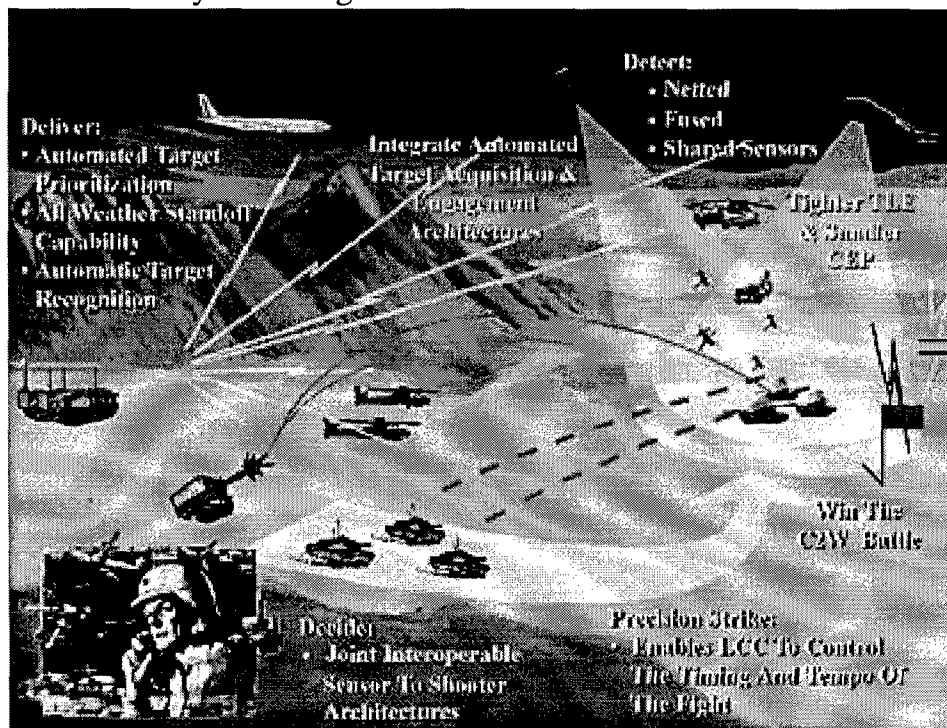 Deliver:
• Automated Target
Prioritization
• All Weather Standoff
Capability
• Automatic Target
Recognition
Integrate Automated
Target Acquisition &
Engagement
Architectures
Detect:
• Netted
• Fused
• Shared Sensors
Tighter TLE
& Smaller
CEP
Win The
C2W Battle
Decide:
• Joint Interoperable
Sensor To Shooter
Architectures
Precision Strike:
• Enables LCC To Control
The Timing And Tempo Of
The Fight